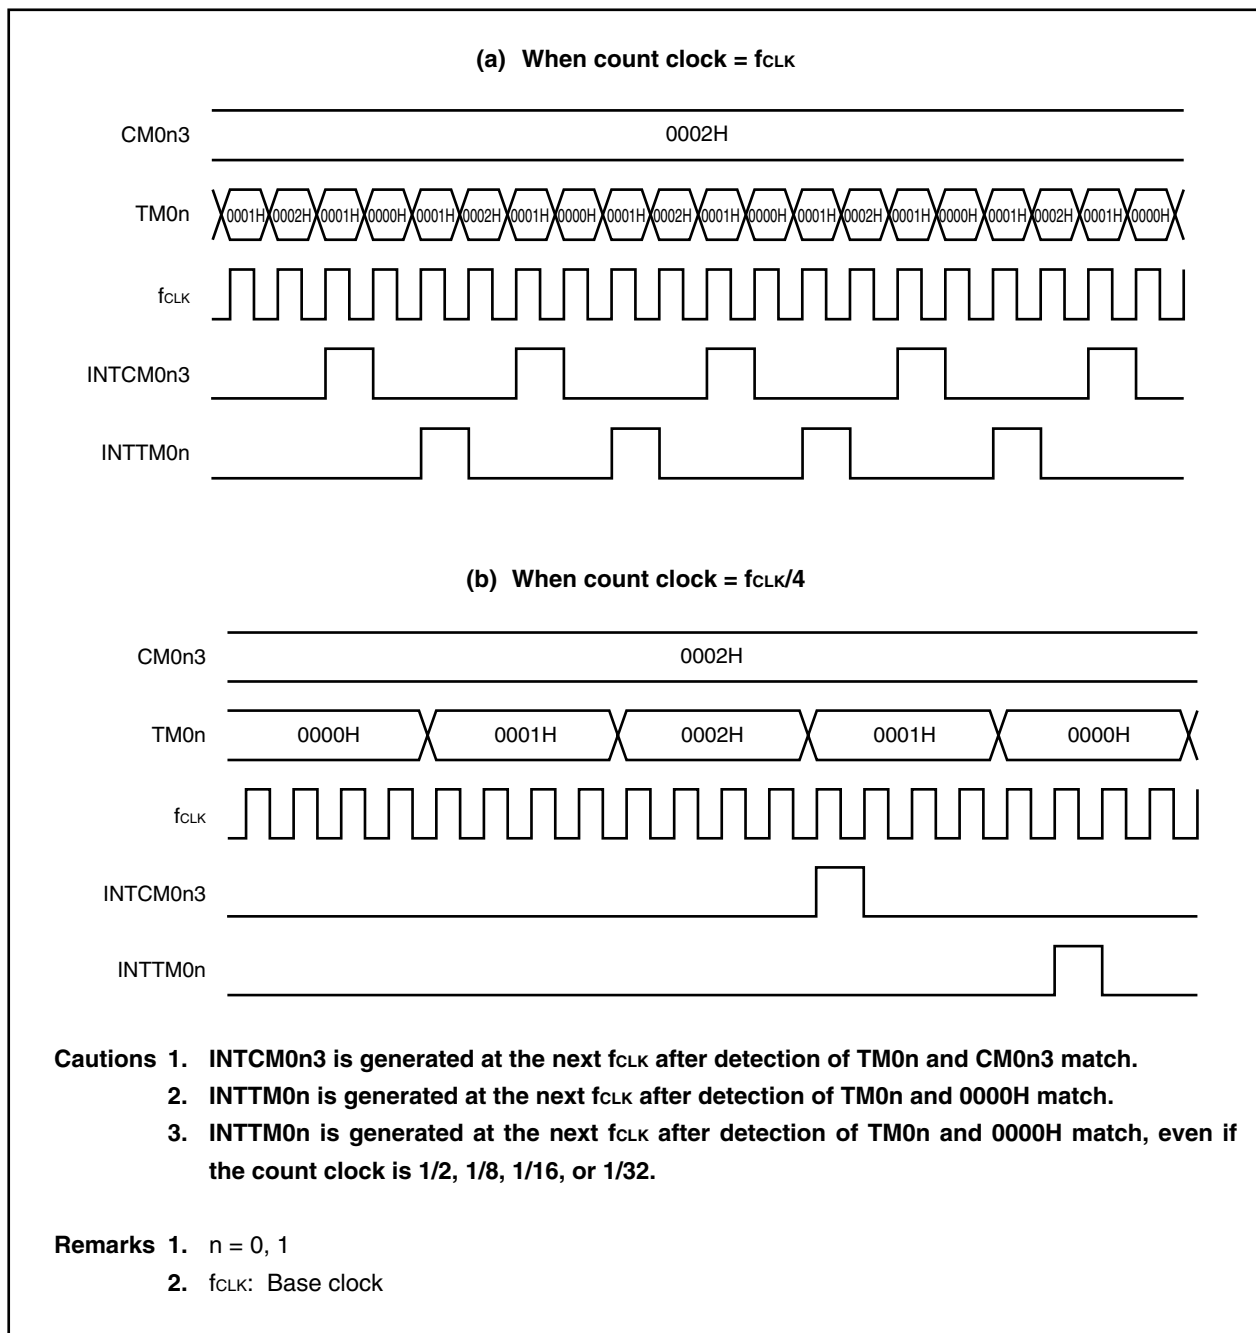 (a) When count clock = fCLK
CM0n3
0002H
TM0n
0001H 0002H 0001H 0000H 0001H 0002H 0001H 0000H 0001H 0002H 0001H 0000H 0001H 0002H 0001H 0000H 0001H 0002H 0001H 0000H
fCLK
INTCM0n3
INTTM0n
(b) When count clock = fCLK/4
CM0n3
0002H
TM0n
0000H 0001H 0002H 0001H 0000H
fCLK
INTCM0n3
INTTM0n
Cautions 1. INTCM0n3 is generated at the next fCLK after detection of TM0n and CM0n3 match.
2. INTTM0n is generated at the next fCLK after detection of TM0n and 0000H match.
3. INTTM0n is generated at the next fCLK after detection of TM0n and 0000H match, even if
the count clock is 1/2, 1/8, 1/16, or 1/32.
Remarks 1. n = 0, 1
2. fCLK: Base clock